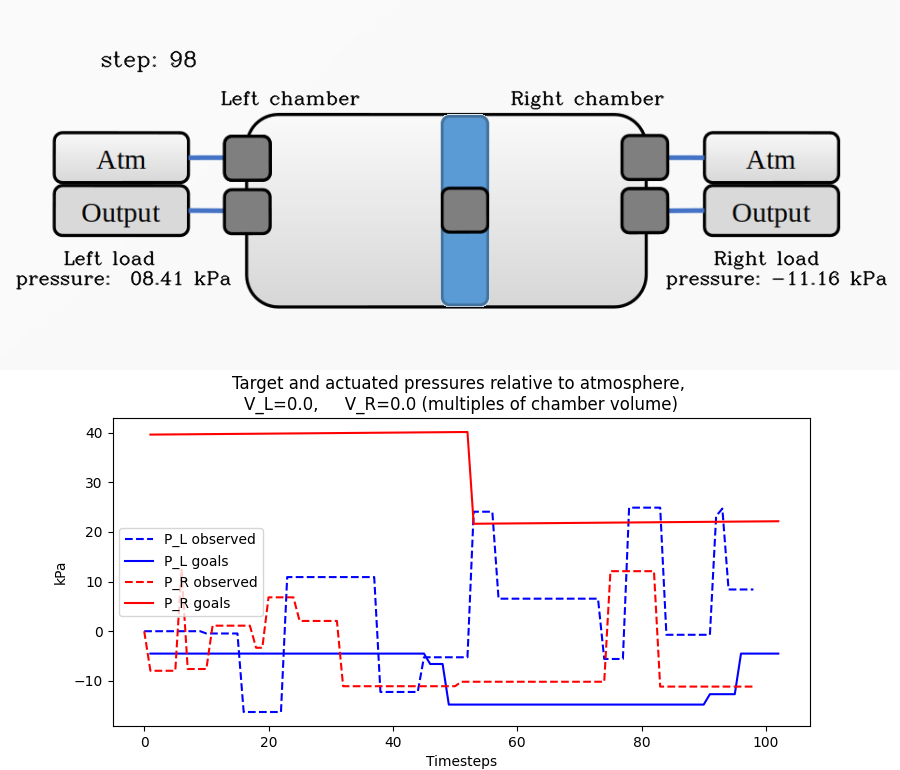 step: 98
Left chamber
Right chamber
Atm
Atm
Output
Output
Left load
pressure: 08.41 kPa
Right load
pressure: −11.16 kPa
Target and actuated pressures relative to atmosphere,
V_L=0.0, V_R=0.0 (multiples of chamber volume)
40
30
20
10
0
−10
kPa
P_L observed
P_L goals
P_R observed
P_R goals
0
20
40
60
80
100
Timesteps